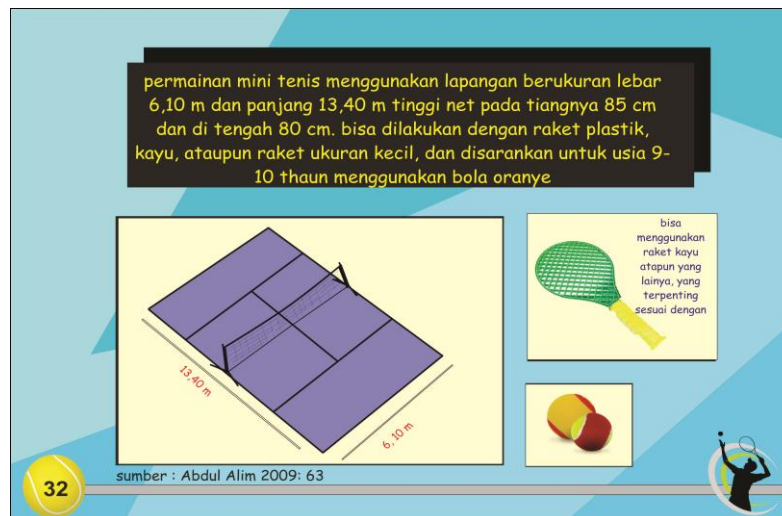 permainan mini tenis menggunakan lapangan berukuran lebar
6,10 m dan panjang 13,40 m tinggi net pada tiangnya 85 cm
dan di tengah 80 cm. bisa dilakukan dengan raket plastik,
kayu, ataupun raket ukuran kecil, dan disarankan untuk usia 9-
10 thaun menggunakan bola oranye
bisa
menggunakan
raket kayu
atapun yang
lainya, yang
terpenting
sesuai dengan
13,40 m
6, 10 m
sumber : Abdul Alim 2009: 63
32